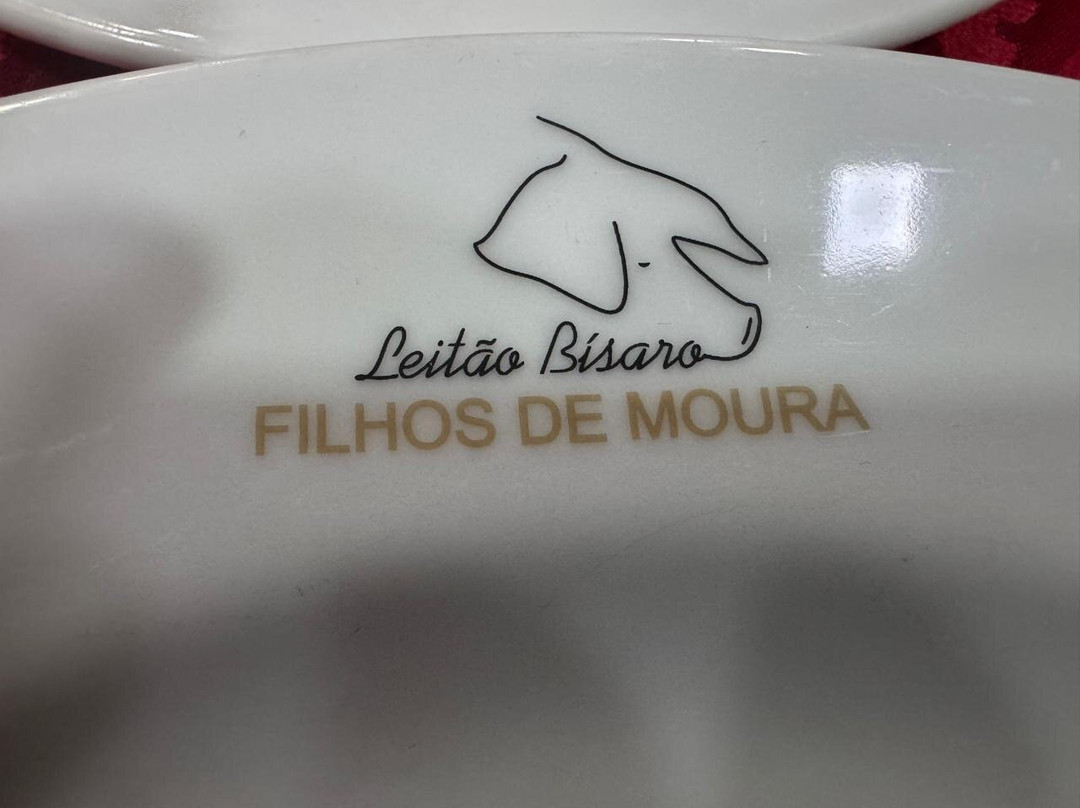 Leitão Bísaro
FILHOS DE MOURA